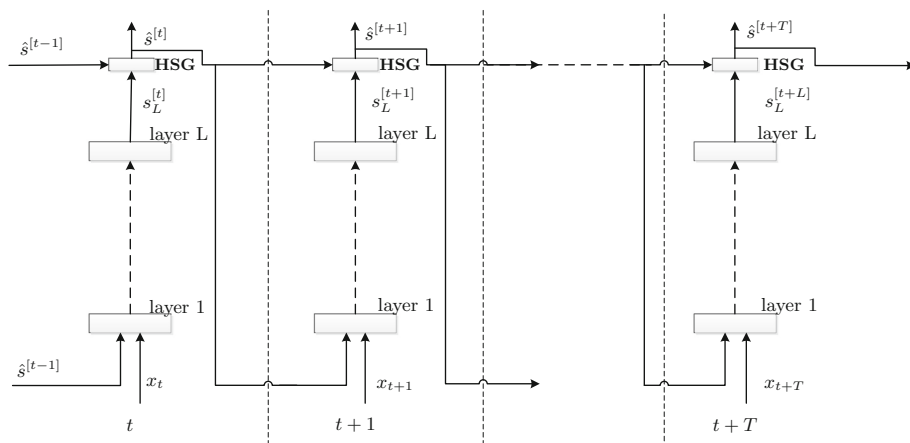 ŝ^{[t-1]} ŝ^{[t]} ŝ^{[t+1]} ŝ^{[t+T]}
HSG HSG HSG
s_L^{[t]} s_L^{[t+1]} s_L^{[t+L]}
layer L layer L layer L
layer 1 layer 1 layer 1
ŝ^{[t-1]} x_t x_{t+1} x_{t+T}
t t + 1 t + T